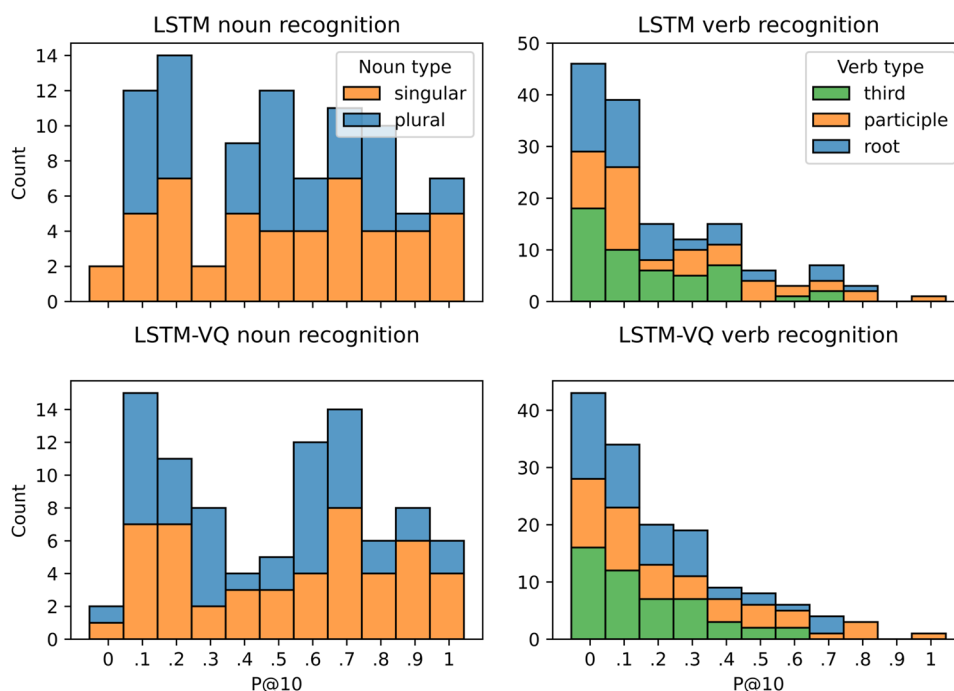 LSTM noun recognition
14
12
10
8
6
4
2
0
Count
Noun type
singular
plural
LSTM verb recognition
50
40
30
20
10
0
Verb type
third
participle
root
LSTM-VQ noun recognition
14
12
10
8
6
4
2
0
Count
0 .1 .2 .3 .4 .5 .6 .7 .8 .9 1
P@10
LSTM-VQ verb recognition
40
30
20
10
0
0 .1 .2 .3 .4 .5 .6 .7 .8 .9 1
P@10